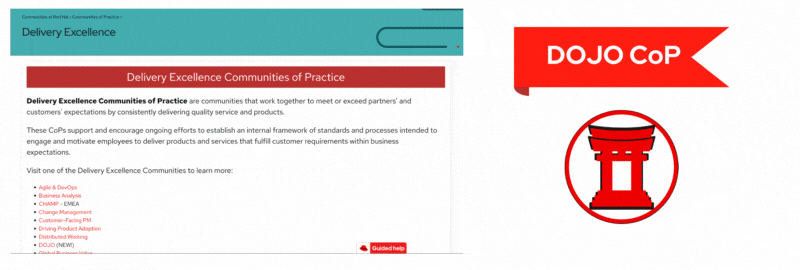 Communities at Red Hat > Communities of Practice >
Delivery Excellence
Delivery Excellence Communities of Practice
Delivery Excellence Communities of Practice are communities that work together to meet or exceed partners' and
customers' expectations by consistently delivering quality service and products.
These CoPs support and encourage ongoing efforts to establish an internal framework of standards and processes intended to
engage and motivate employees to deliver products and services that fulfill customer requirements within business
expectations.
Visit one of the Delivery Excellence Communities to learn more:
Agile & DevOps
Business Analysis
CHAMP - EMEA
Change Management
Customer-Facing PM
Driving Product Adoption
Distributed Working
DOJO (NEW!)
Global Business Value
Guided help
DOJO CoP